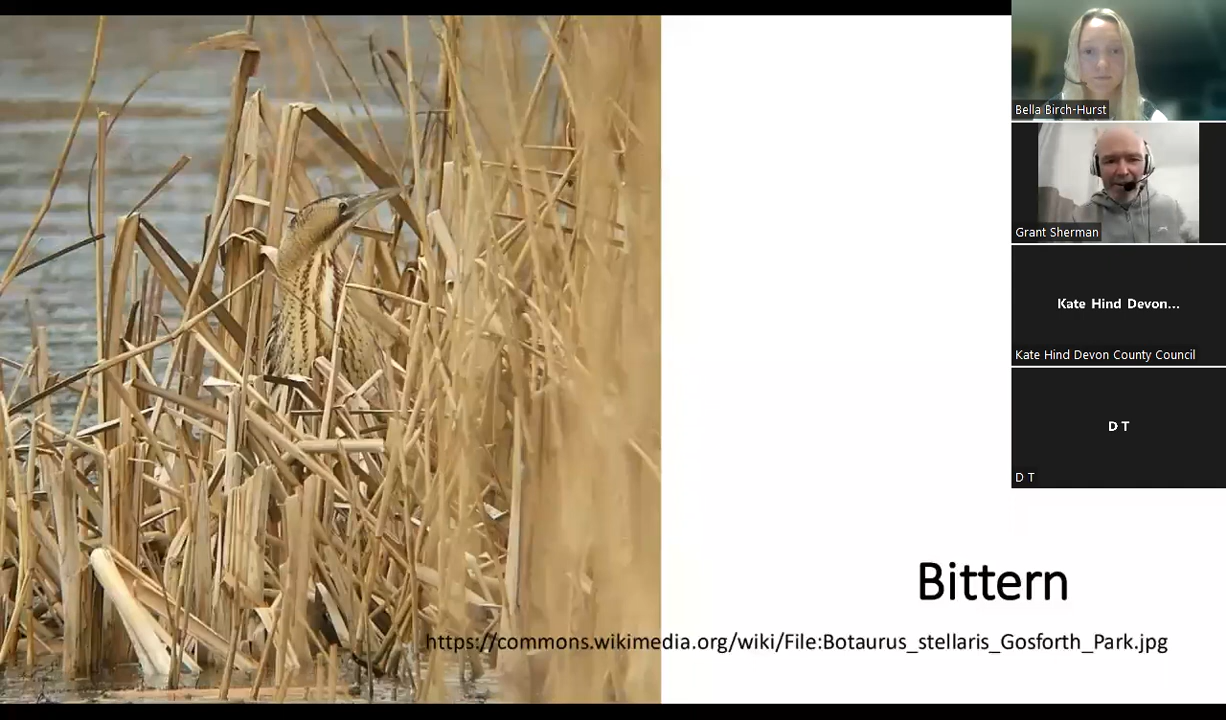 Bella Birch-Hurst
Grant Sherman
Kate Hind Devon...
Kate Hind Devon County Council
D T
D T
Bittern
https://commons.wikimedia.org/wiki/File:Botaurus_stellaris_Gosforth_Park.jpg